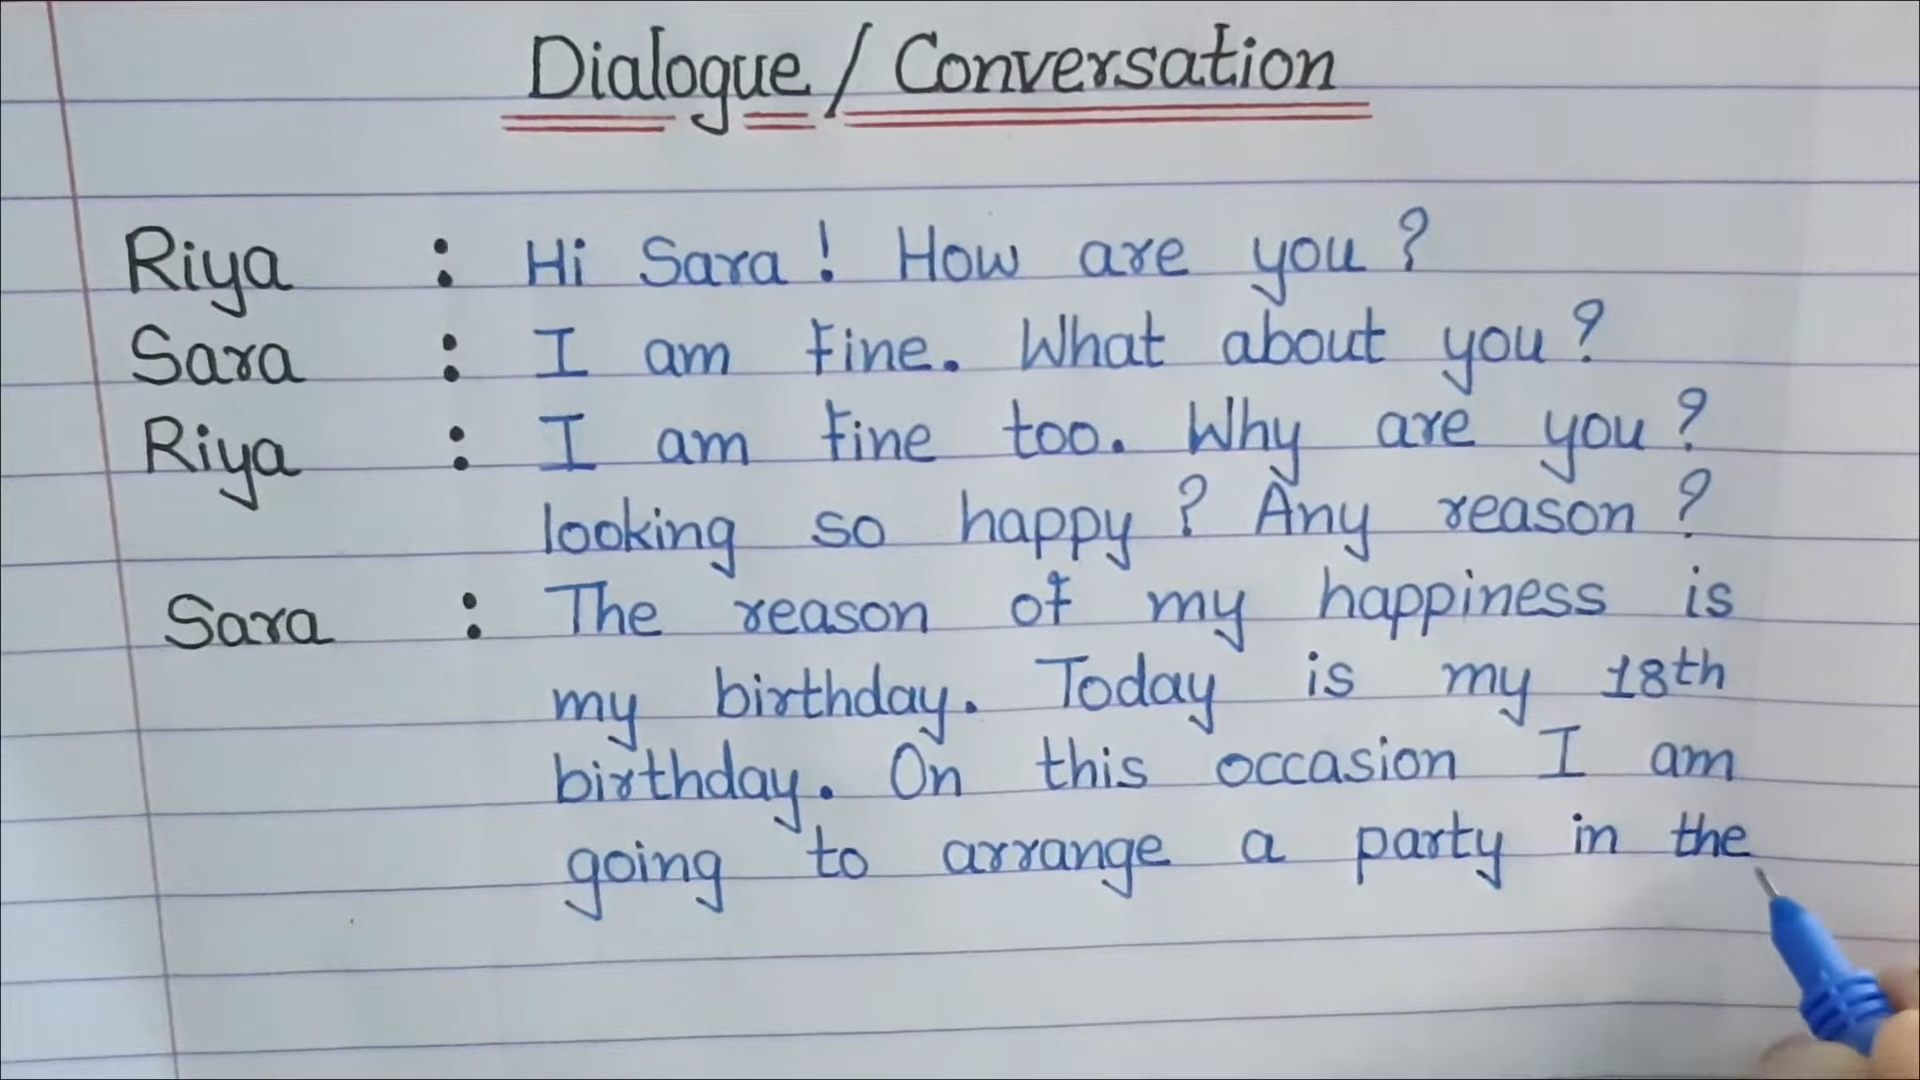 Dialogue / Conversation
Riya : Hi Sara! How are you?
Sara : I am fine. What about you?
Riya : I am fine too. Why are you?
looking so happy? Any reason?
Sara : The reason of my happiness is
my birthday. Today is my 18th
birthday. On this occasion I am
going to arrange a party in the